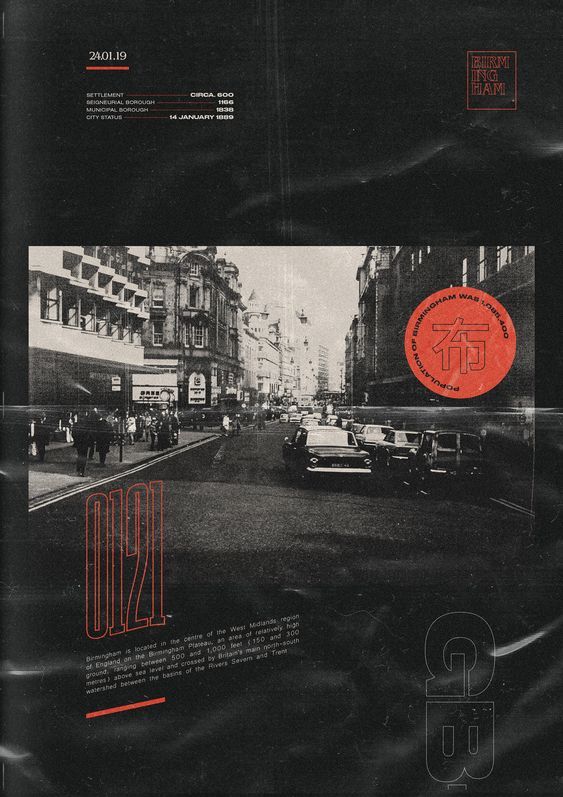 24.01.19
BIRM
ING
HAM
SETTLEMENT CIRCA. 600
SEIGNEURIAL BOROUGH 1166
MUNICIPAL BOROUGH 1838
CITY STATUS 14 JANUARY 1889
POPULATION OF BIRMINGHAM WAS 1,085,400
布
0121
Birmingham is located in the centre of the West Midlands region
of England on the Birmingham Plateau, an area of relatively high
ground, ranging between 500 and 1,000 feet (150 and 300
metres) above sea level and crossed by Britain's main north-south
watershed between the basins of the Rivers Severn and Trent
GB